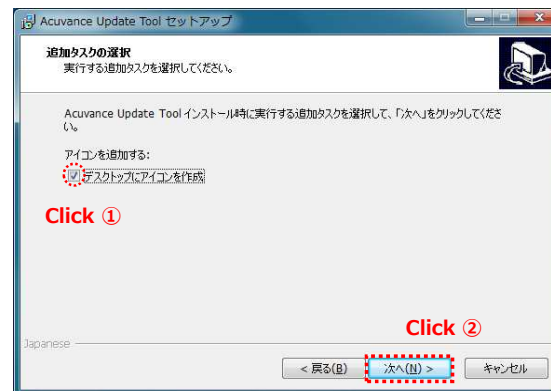 Acuvance Update Tool セットアップ
追加タスクの選択
実行する追加タスクを選択してください。
Acuvance Update Tool インストール時に実行する追加タスクを選択して、「次へ」をクリックしてくださ
い。
アイコンを追加する:
デスクトップにアイコンを作成
Click ①
Click ②
Japanese
< 戻る(B)
次へ(N) >
キャンセル